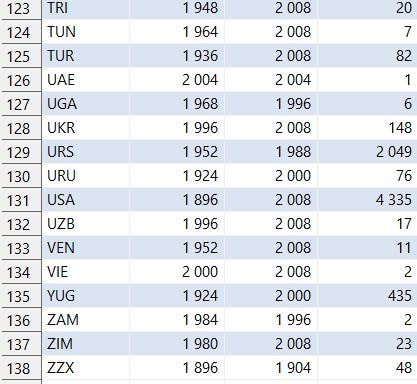 123 TRI 1 948 2 008 20
124 TUN 1 964 2 008 7
125 TUR 1 936 2 008 82
126 UAE 2 004 2 004 1
127 UGA 1 968 1 996 6
128 UKR 1 996 2 008 148
129 URS 1 952 1 988 2 049
130 URU 1 924 2 000 76
131 USA 1 896 2 008 4 335
132 UZB 1 996 2 008 17
133 VEN 1 952 2 008 11
134 VIE 2 000 2 008 2
135 YUG 1 924 2 000 435
136 ZAM 1 984 1 996 2
137 ZIM 1 980 2 008 23
138 ZZX 1 896 1 904 48